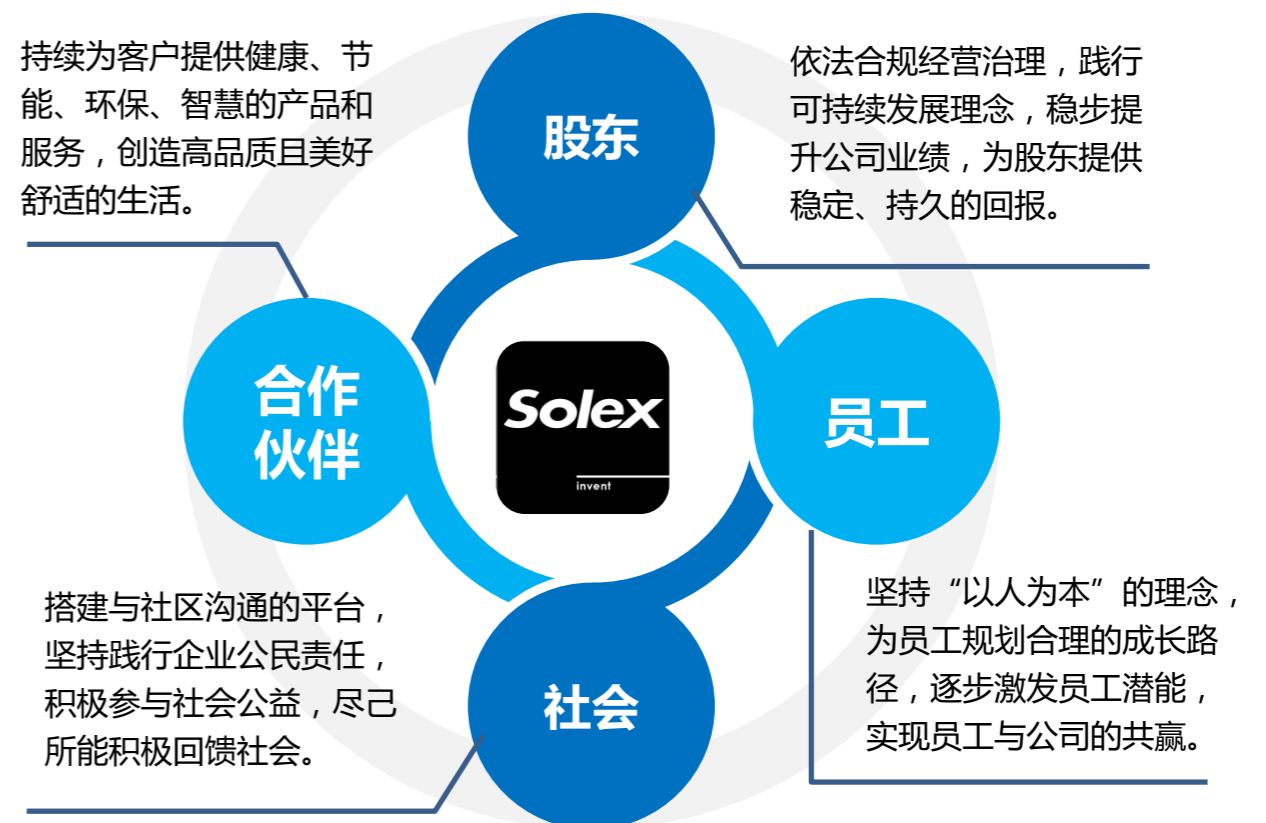 持续为客户提供健康、节
能、环保、智慧的产品和
服务，创造高品质且美好
舒适的生活。
股东
依法合规经营治理，践行
可持续发展理念，稳步提
升公司业绩，为股东提供
稳定、持久的回报。
合作
伙伴
Solex
invent
员工
搭建与社区沟通的平台，
坚持践行企业公民责任，
积极参与社会公益，尽己
所能积极回馈社会。
社会
坚持“以人为本”的理念，
为员工规划合理的成长路
径，逐步激发员工潜能，
实现员工与公司的共赢。